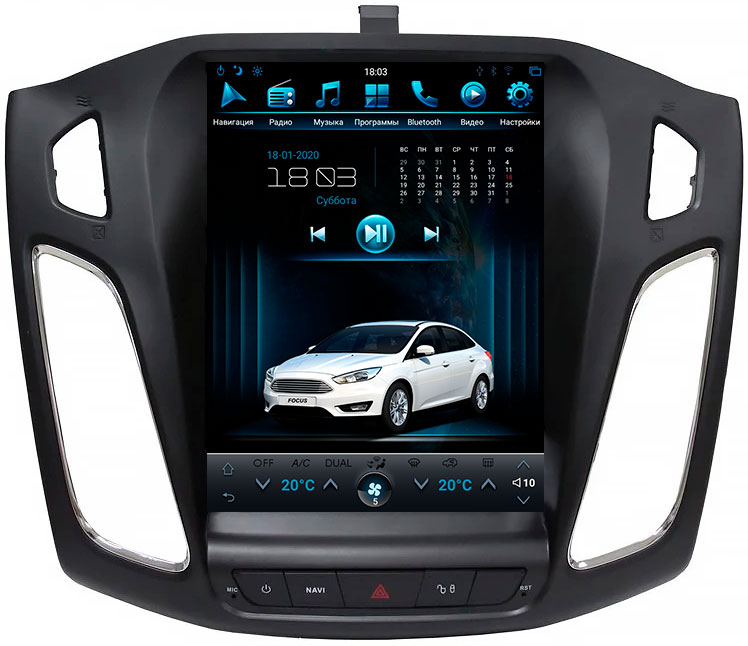 18:03
Навигация Радио Музыка Программы Bluetooth Видео Настройки
18-01-2020
18 03
Суббота
ВС ПН ВТ СР ЧТ ПТ СБ
29 30 31 1 2 3 4
5 6 7 8 9 10 11
12 13 14 15 16 17 18
19 20 21 22 23 24 25
26 27 28 29 30 31 1
2 3 4 5 6 7 8
FOCUS
OFF A/C DUAL
20°C 20°C 10
5
MIC NAVI RST